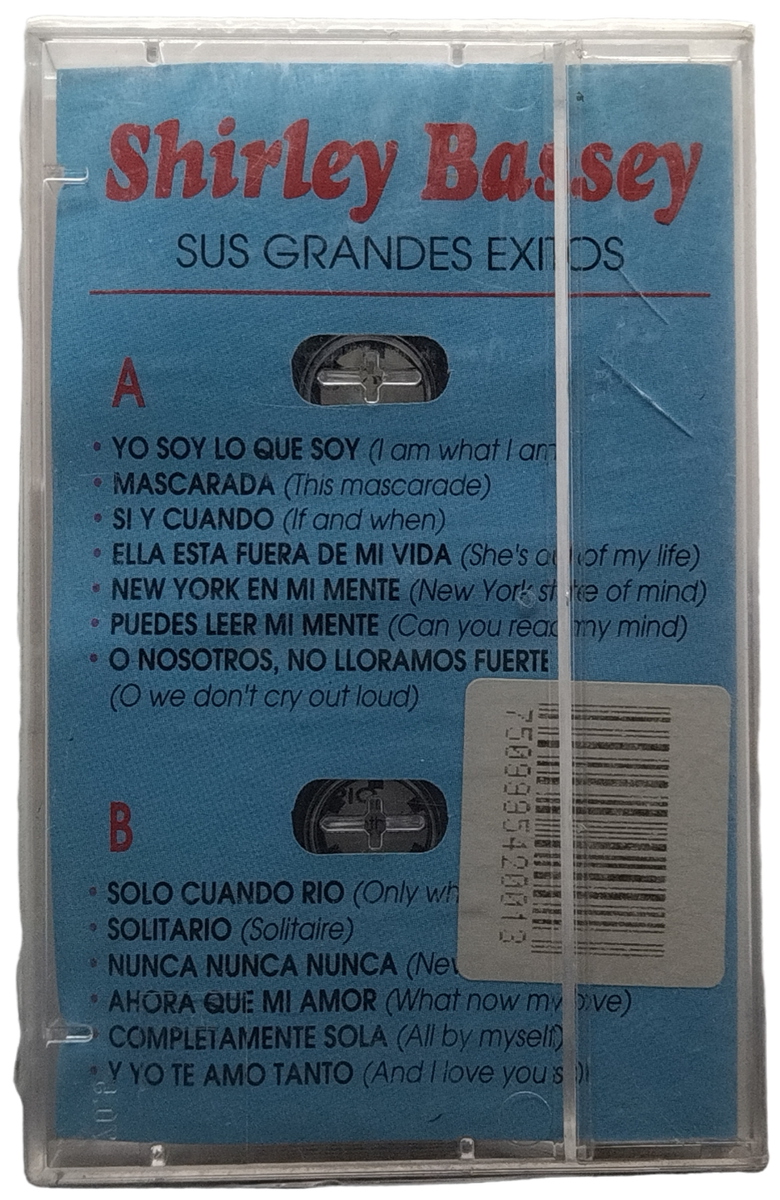 Shirley Bassey
SUS GRANDES EXITOS
A
• YO SOY LO QUE SOY (I am what I am
• MASCARADA (This mascarade)
• SI Y CUANDO (If and when)
• ELLA ESTA FUERA DE MI VIDA (She's out of my life)
• NEW YORK EN MI MENTE (New York state of mind)
• PUEDES LEER MI MENTE (Can you read my mind)
• O NOSOTROS, NO LLORAMOS FUERTE
(O we don't cry out loud)
B
• SOLO CUANDO RIO (Only wh
• SOLITARIO (Solitaire)
• NUNCA NUNCA NUNCA (Nev
• AHORA QUE MI AMOR (What now my love)
• COMPLETAMENTE SOLA (All by myself)
• Y YO TE AMO TANTO (And I love you so)
7509995420013